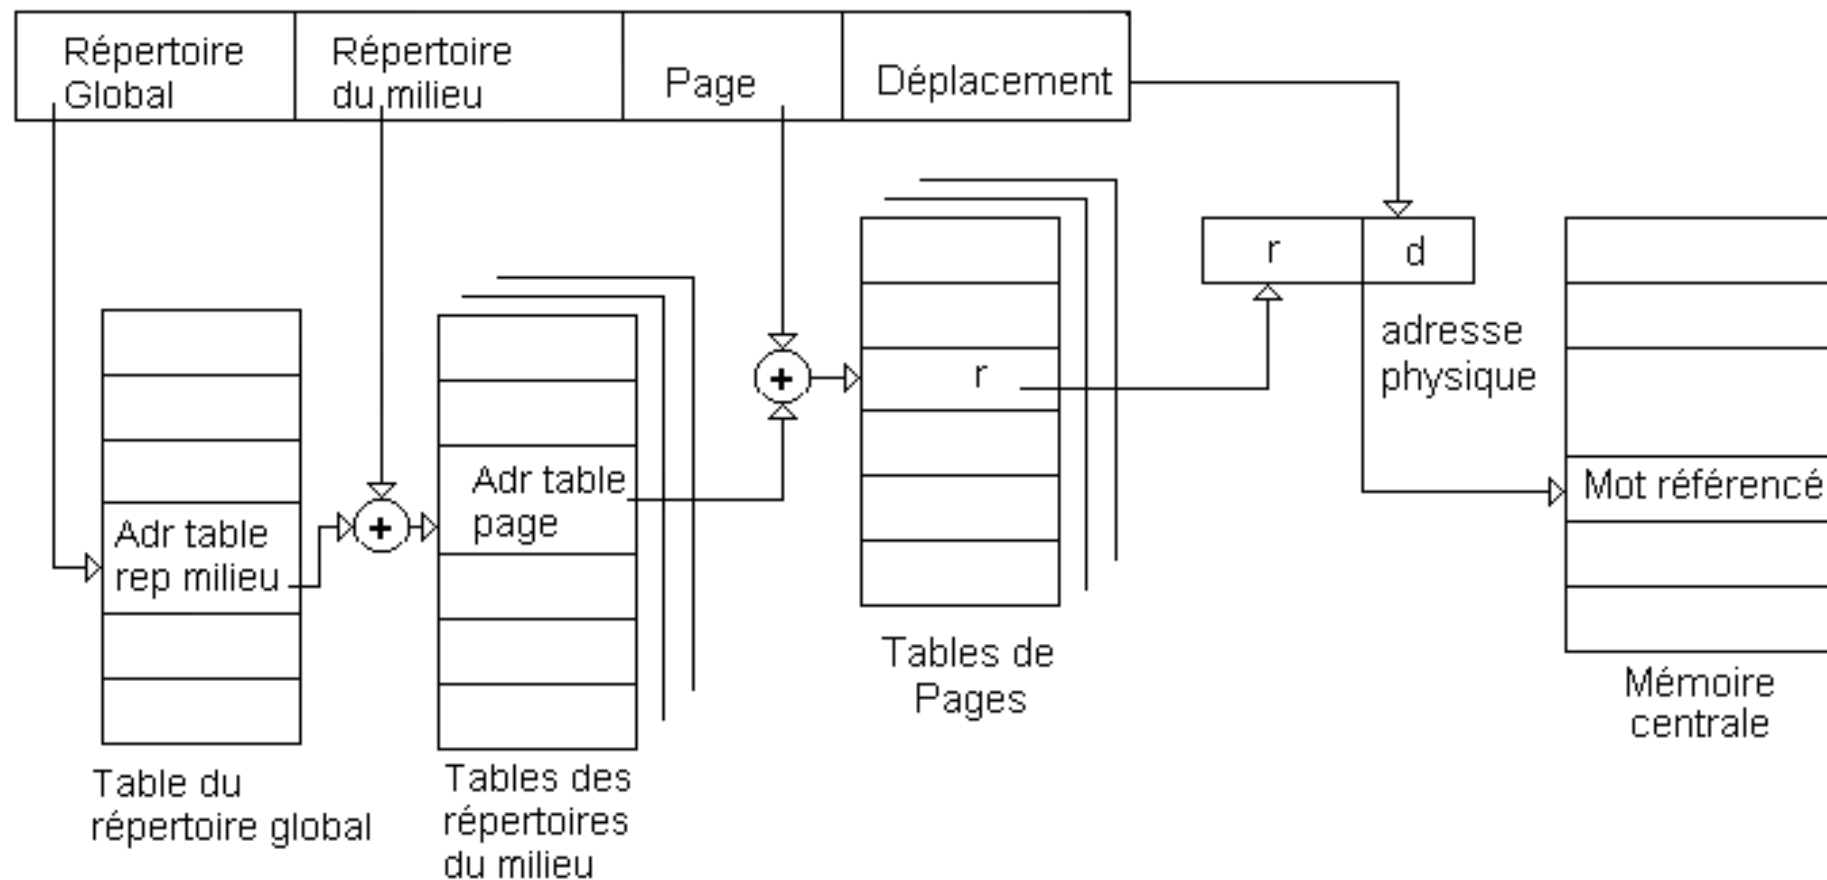 Répertoire
Global
Répertoire
du milieu
Page
Déplacement
r
d
adresse
physique
+
r
Adr table
page
Adr table
rep milieu
+
Mot référencé
Tables de
Pages
Mémoire
centrale
Table du
répertoire global
Tables des
répertoires
du milieu